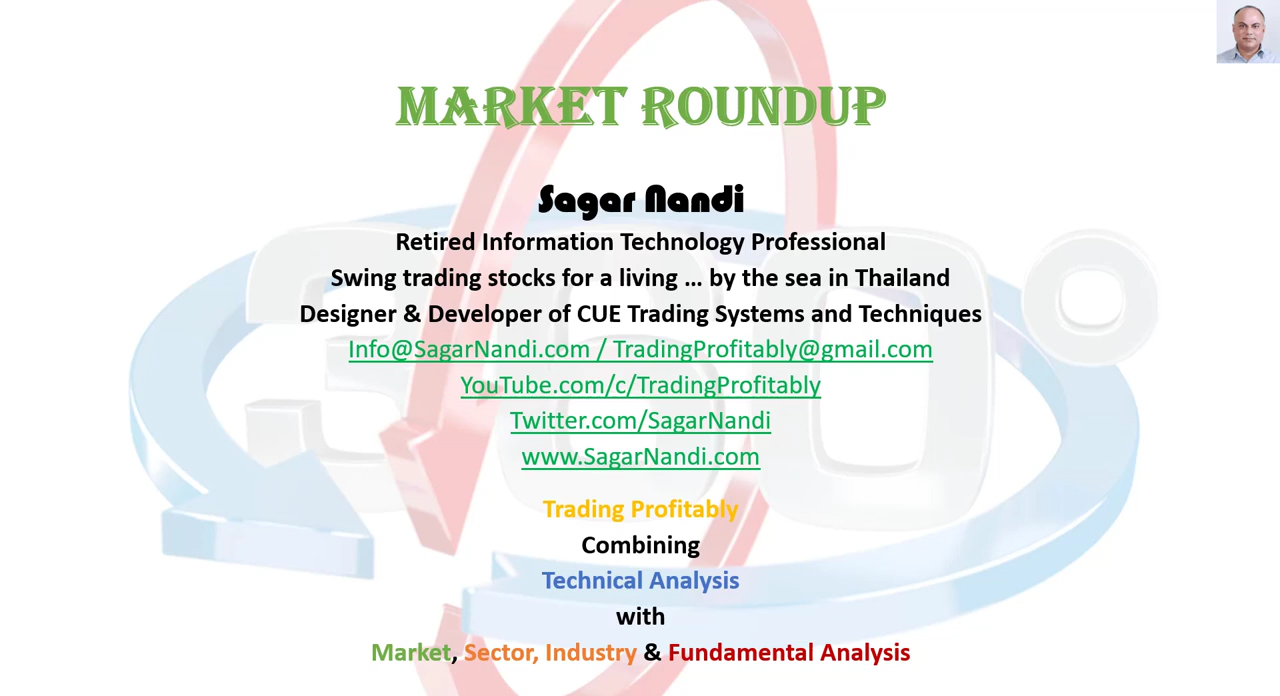 MARKET ROUNDUP
Sagar Nandi
Retired Information Technology Professional
Swing trading stocks for a living ... by the sea in Thailand
Designer & Developer of CUE Trading Systems and Techniques
Info@SagarNandi.com / TradingProfitably@gmail.com
YouTube.com/c/TradingProfitably
Twitter.com/SagarNandi
www.SagarNandi.com
Trading Profitably
Combining
Technical Analysis
with
Market, Sector, Industry & Fundamental Analysis
360°